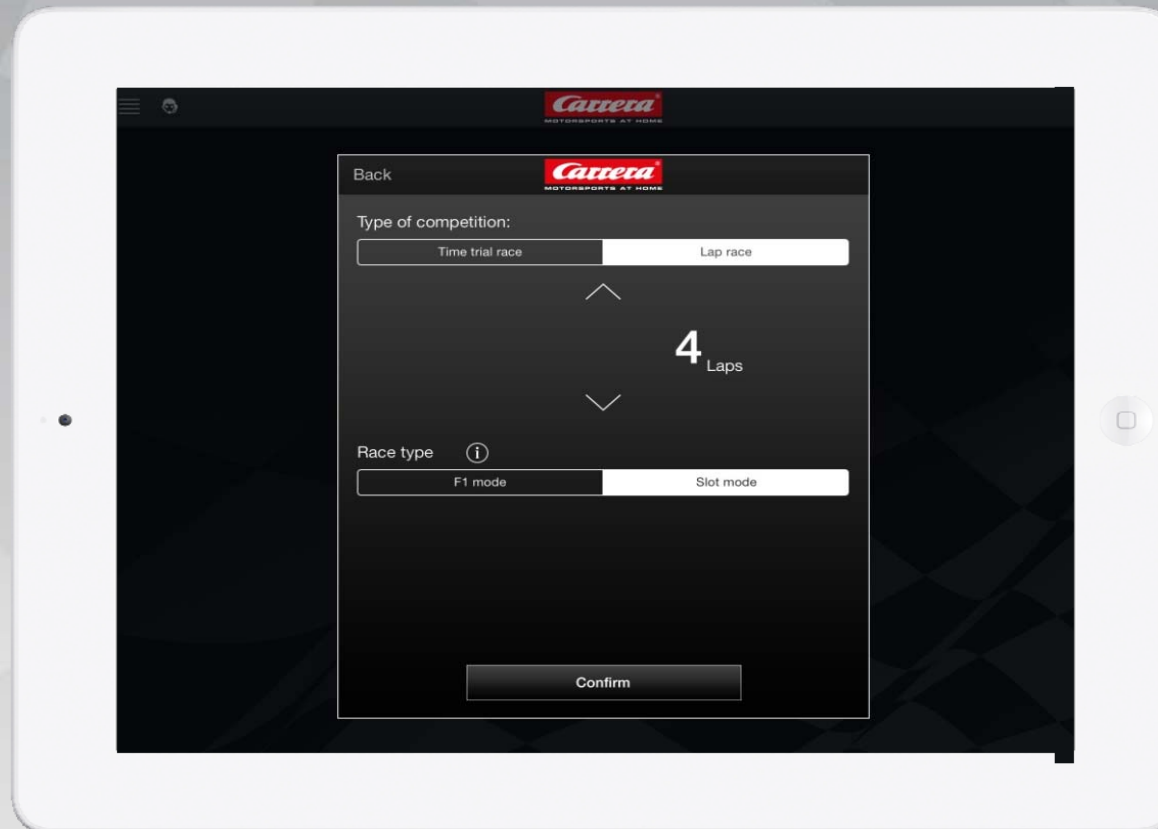 Carrera
MOTORSPORTS AT HOME
Back
Carrera®
MOTORSPORTS AT HOME
Type of competition:
Time trial race
Lap race
4 Laps
Race type
F1 mode
Slot mode
Confirm